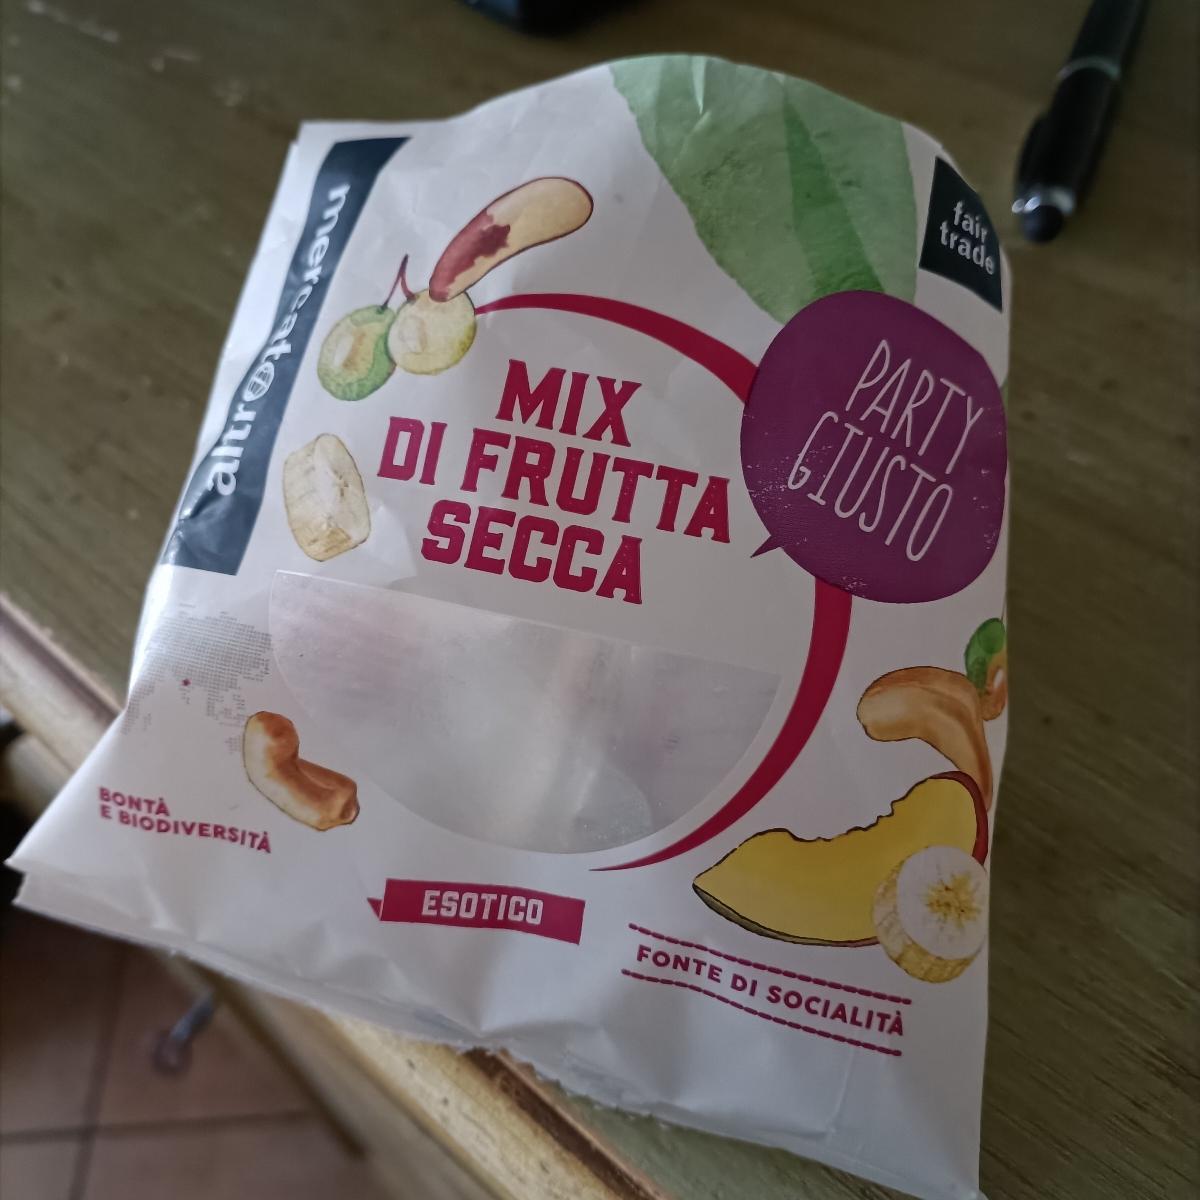 altromercato
fair
trade
PARTY
GIUSTO
MIX
DI FRUTTA
SECCA
BONTÀ
E BIODIVERSITÀ
ESOTICO
FONTE DI SOCIALITÀ